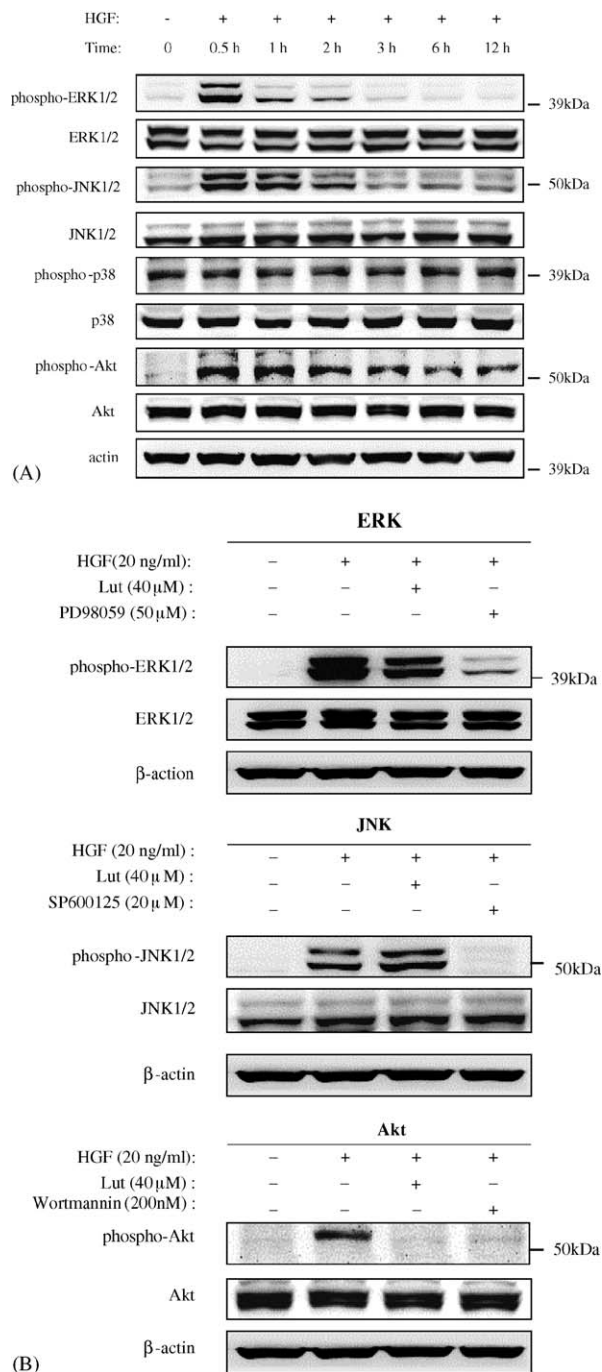 HGF: - + + + + + +
Time: 0 0.5 h 1 h 2 h 3 h 6 h 12 h
phospho-ERK1/2 39kDa
ERK1/2
phospho-JNK1/2 50kDa
JNK1/2
phospho-p38 39kDa
p38
phospho-Akt 50kDa
Akt
actin 39kDa
(A)
ERK
HGF(20 ng/ml): – + + +
Lut (40 μM) : – – + –
PD98059 (50 μM) : – – – +
phospho-ERK1/2 39kDa
ERK1/2
β-action
JNK
HGF (20 ng/ml) : – + + +
Lut (40 μ M) : – – + –
SP600125 (20 μ M) : – – – +
phospho -JNK1/2 50kDa
JNK1/2
β-actin
Akt
HGF (20 ng/ml): – + + +
Lut (40μM) : – – + –
Wortmannin (200nM) : – – – +
phospho-Akt 50kDa
Akt
β-actin
(B)